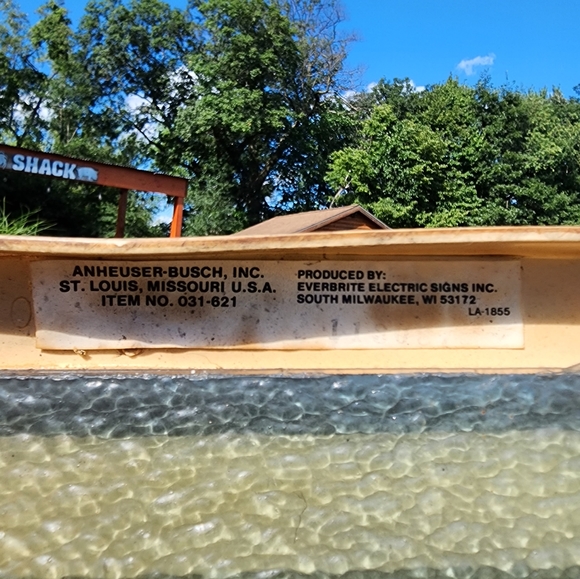 SHACK
ANHEUSER-BUSCH, INC.
ST. LOUIS, MISSOURI U.S.A.
ITEM NO. 031-621
PRODUCED BY:
EVERBRITE ELECTRIC SIGNS INC.
SOUTH MILWAUKEE, WI 53172
LA-1855